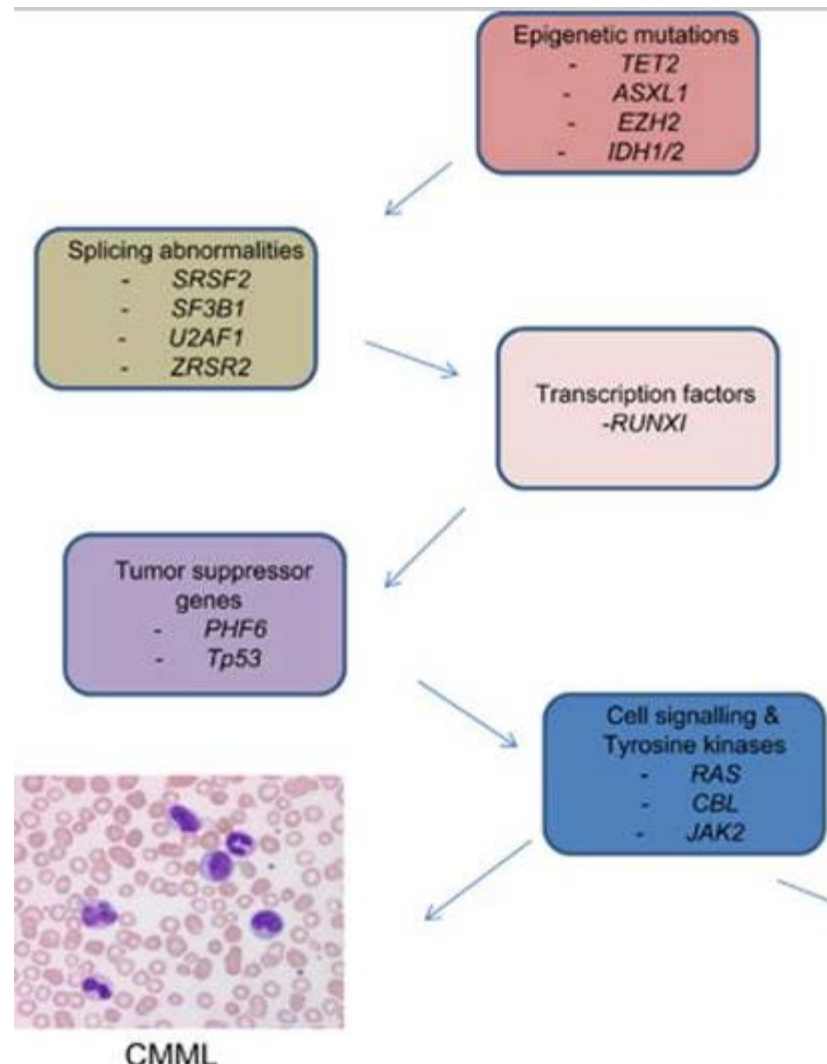 Epigenetic mutations
- TET2
- ASXL1
- EZH2
- IDH1/2
Splicing abnormalities
- SRSF2
- SF3B1
- U2AF1
- ZRSR2
Transcription factors
-RUNXI
Tumor suppressor
genes
- PHF6
- Tp53
Cell signalling &
Tyrosine kinases
- RAS
- CBL
- JAK2
CMML